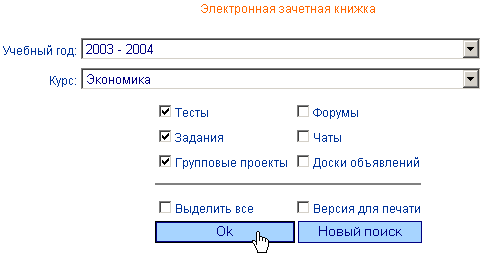 Электронная зачетная книжка
Учебный год: 2003 - 2004
Курс: Экономика
Тесты Форумы
Задания Чаты
Групповые проекты Доски объявлений
Выделить все Версия для печати
Ok Новый поиск